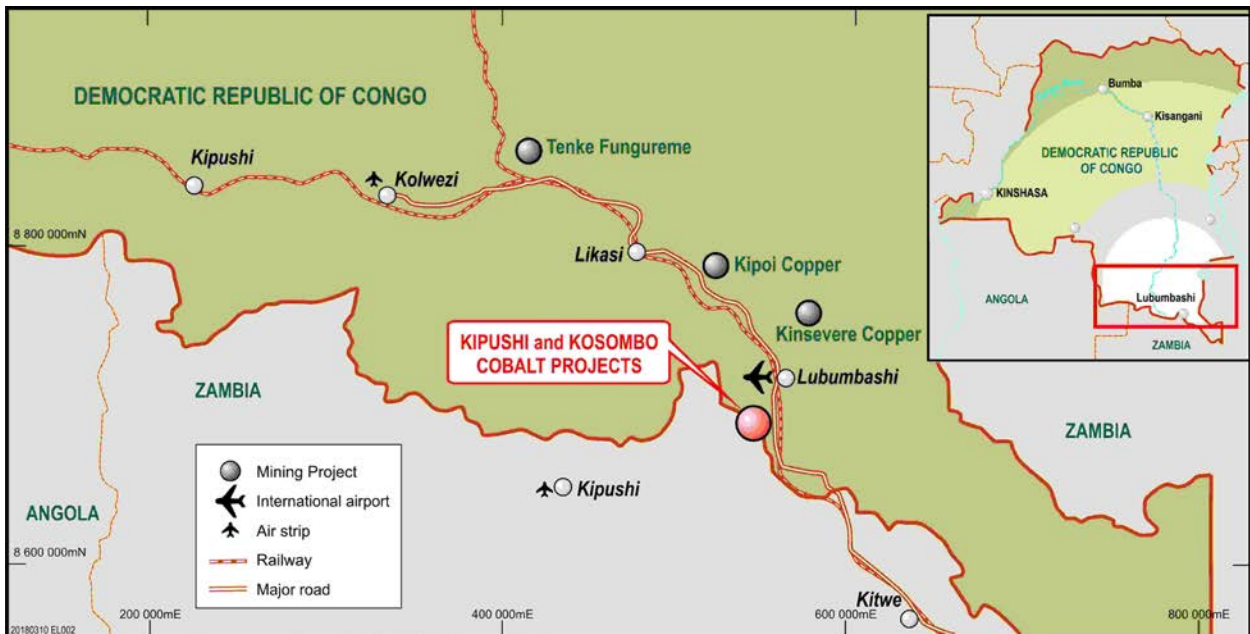 DEMOCRATIC REPUBLIC OF CONGO
Kipushi
Kolwezi
Tenke Fungureme
8 800 000mN
Likasi
Kipoi Copper
Kinsevere Copper
KIPUSHI and KOSOMBO
COBALT PROJECTS
Lubumbashi
ZAMBIA
ZAMBIA
Kipushi
ANGOLA
8 600 000mN
Kitwe
200 000mE
400 000mE
600 000mE
800 000mE
20180310 EL002
Mining Project
International airport
Air strip
Railway
Major road
Bumba
Kisangani
DEMOCRATIC REPUBLIC
OF CONGO
KINSHASA
ANGOLA
Lubumbashi
ZAMBIA